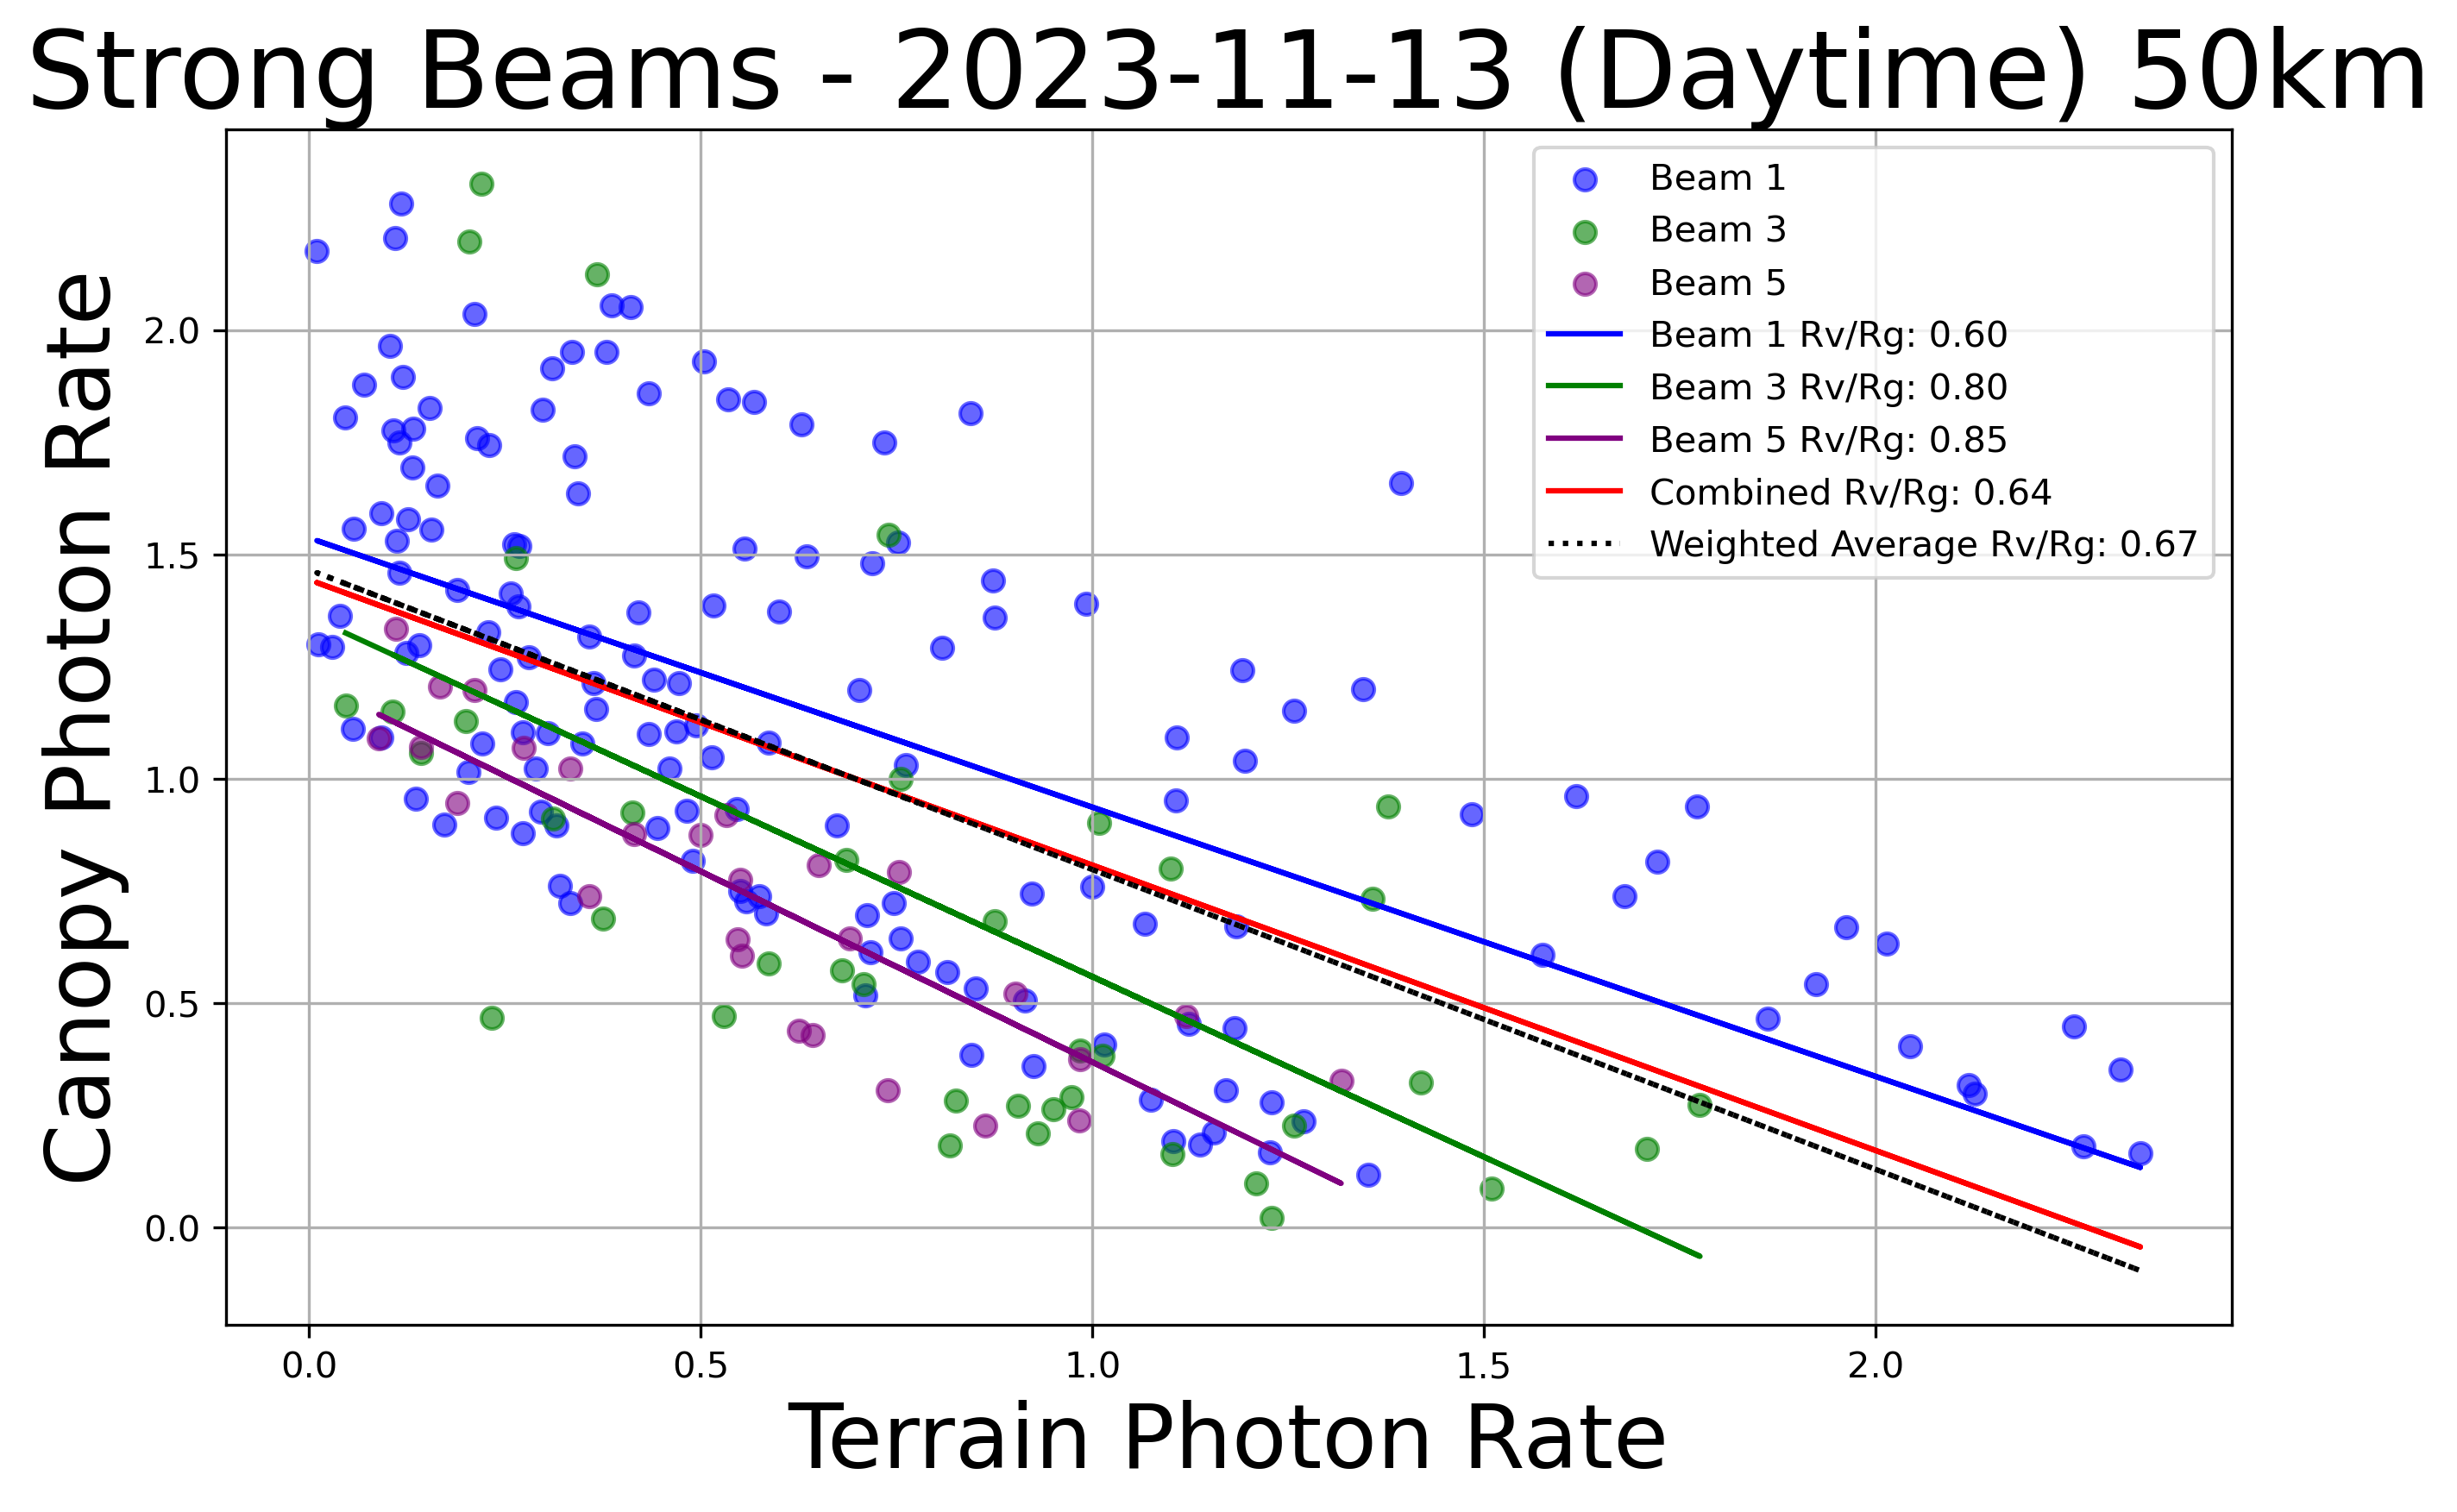 Strong Beams - 2023-11-13 (Daytime) 50km
Beam 1
Beam 3
Beam 5
Beam 1 Rv/Rg: 0.60
Beam 3 Rv/Rg: 0.80
Beam 5 Rv/Rg: 0.85
Combined Rv/Rg: 0.64
Weighted Average Rv/Rg: 0.67
Canopy Photon Rate
2.0
1.5
1.0
0.5
0.0
0.0 0.5 1.0 1.5 2.0
Terrain Photon Rate